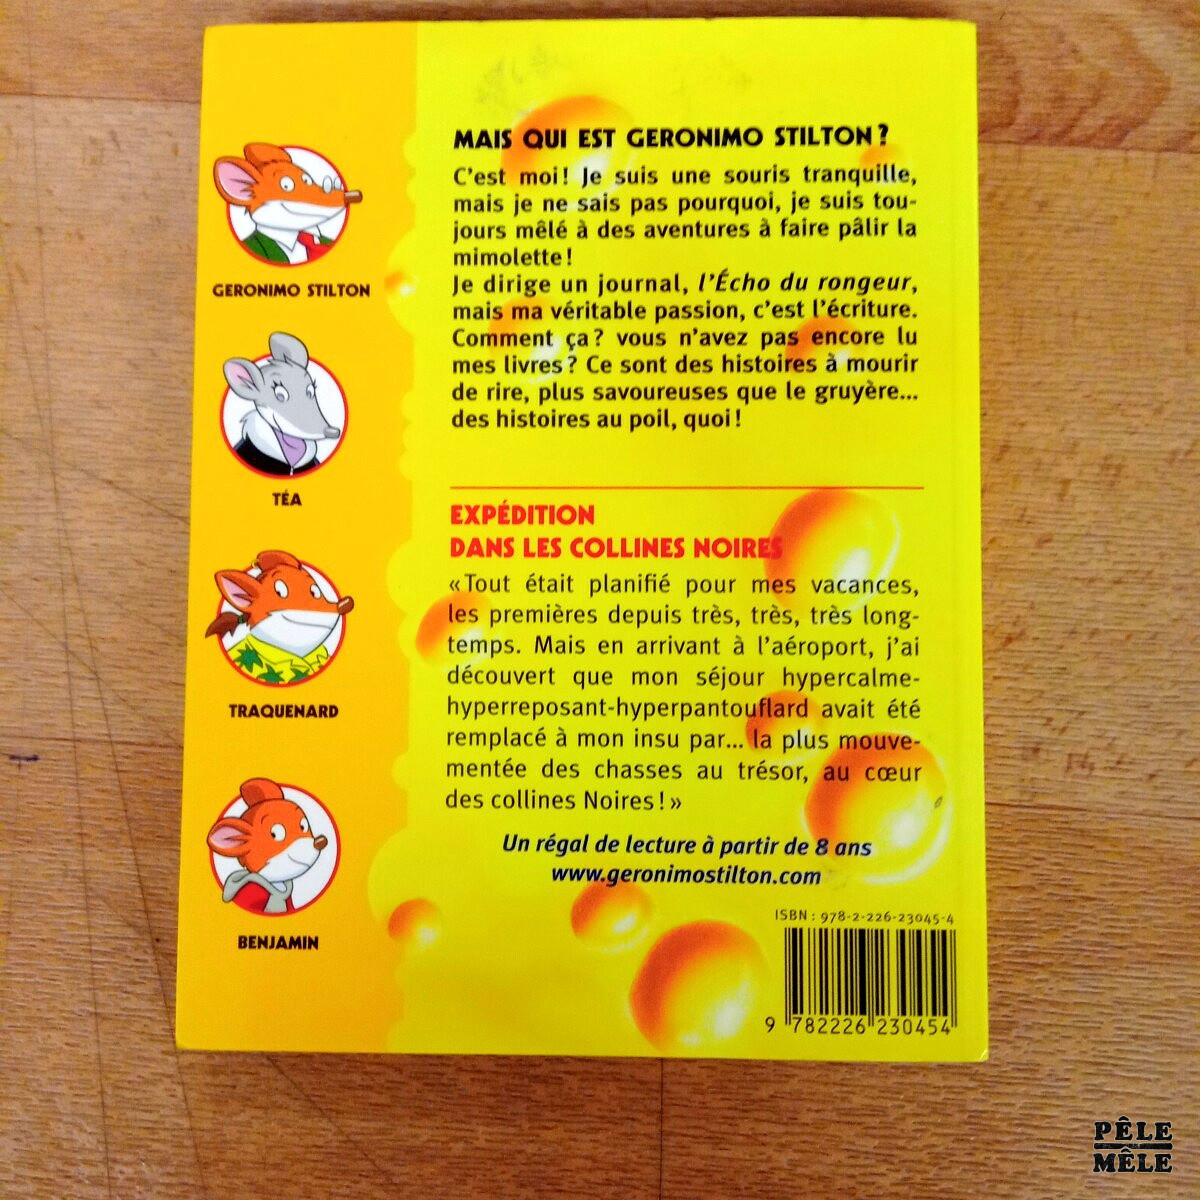 MAIS QUI EST GERONIMO STILTON ?
C'est moi ! Je suis une souris tranquille,
mais je ne sais pas pourquoi, je suis tou-
jours mêlé à des aventures à faire pâlir la
mimolette !
Je dirige un journal, l'Écho du rongeur,
mais ma véritable passion, c'est l'écriture.
Comment ça ? vous n'avez pas encore lu
mes livres ? Ce sont des histoires à mourir
de rire, plus savoureuses que le gruyère...
des histoires au poil, quoi !
GERONIMO STILTON
TÉA
TRAQUENARD
BENJAMIN
EXPÉDITION
DANS LES COLLINES NOIRES
« Tout était planifié pour mes vacances,
les premières depuis très, très, très long-
temps. Mais en arrivant à l'aéroport, j'ai
découvert que mon séjour hypercalme-
hyperreposant-hyperpantouflard avait été
remplacé à mon insu par... la plus mouve-
mentée des chasses au trésor, au cœur
des collines Noires ! »
Un régal de lecture à partir de 8 ans
www.geronimostilton.com
ISBN : 978-2-226-23045-4
9 782226 230454
PÊLE
MÊLE